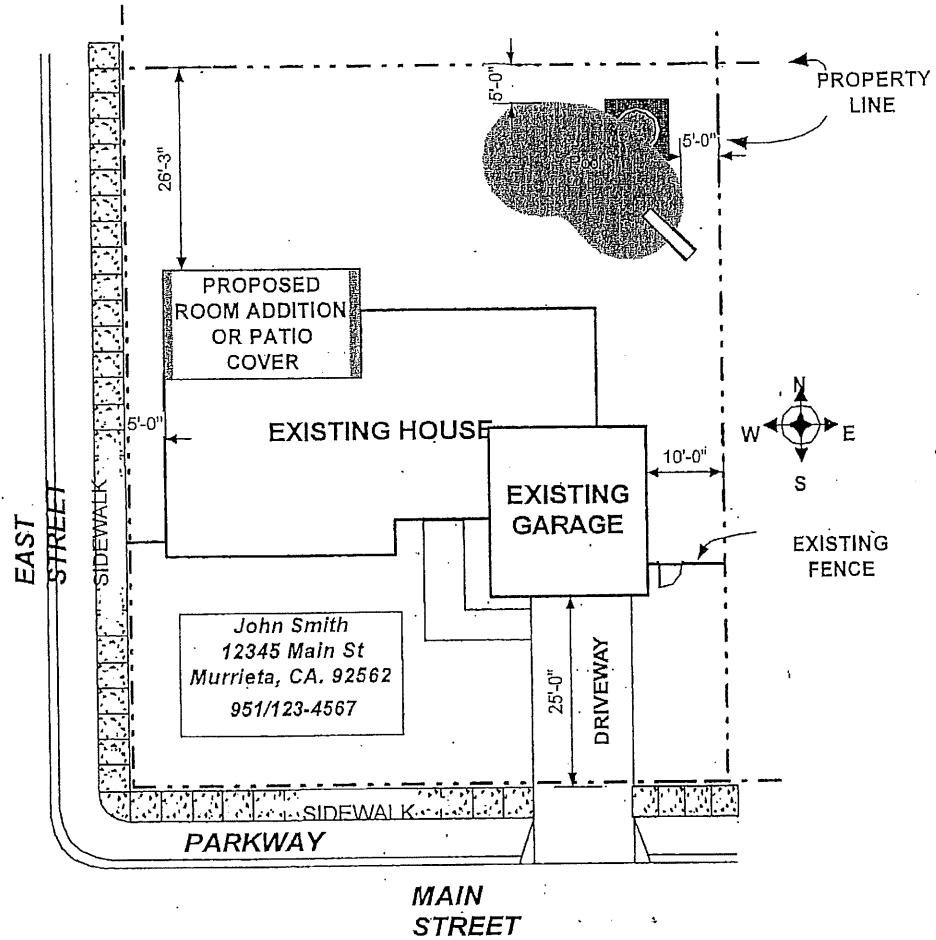 PROPERTY
LINE
5'-0"
5'-0"
Pool
26'-3"
PROPOSED
ROOM ADDITION
OR PATIO
COVER
5'-0"
EXISTING HOUSE
N
W
E
S
10'-0"
EXISTING
GARAGE
EXISTING
FENCE
EAST
STREET
SIDEWALK
John Smith
12345 Main St
Murrieta, CA. 92562
951/123-4567
25'-0"
DRIVEWAY
SIDEWALK
PARKWAY
MAIN
STREET